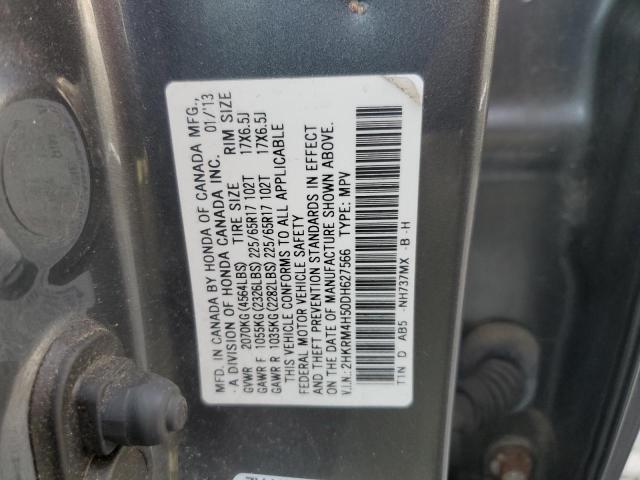 MFD. IN CANADA BY HONDA OF CANADA MFG.,
A DIVISION OF HONDA CANADA INC. 01/'13
TIRE SIZE RIM SIZE
GVWR 2070KG(4564LBS)
GAWR F 1055KG(2326LBS) 225/65R17 102T 17X6.5J
GAWR R 1035KG(2282LBS) 225/65R17 102T 17X6.5J
THIS VEHICLE CONFORMS TO ALL APPLICABLE
FEDERAL MOTOR VEHICLE SAFETY
AND THEFT PREVENTION STANDARDS IN EFFECT
ON THE DATE OF MANUFACTURE SHOWN ABOVE.
V.I.N.: 2HKRM4H50DH627566 TYPE: MPV
TIN D AB5 -NH737MX -B -H